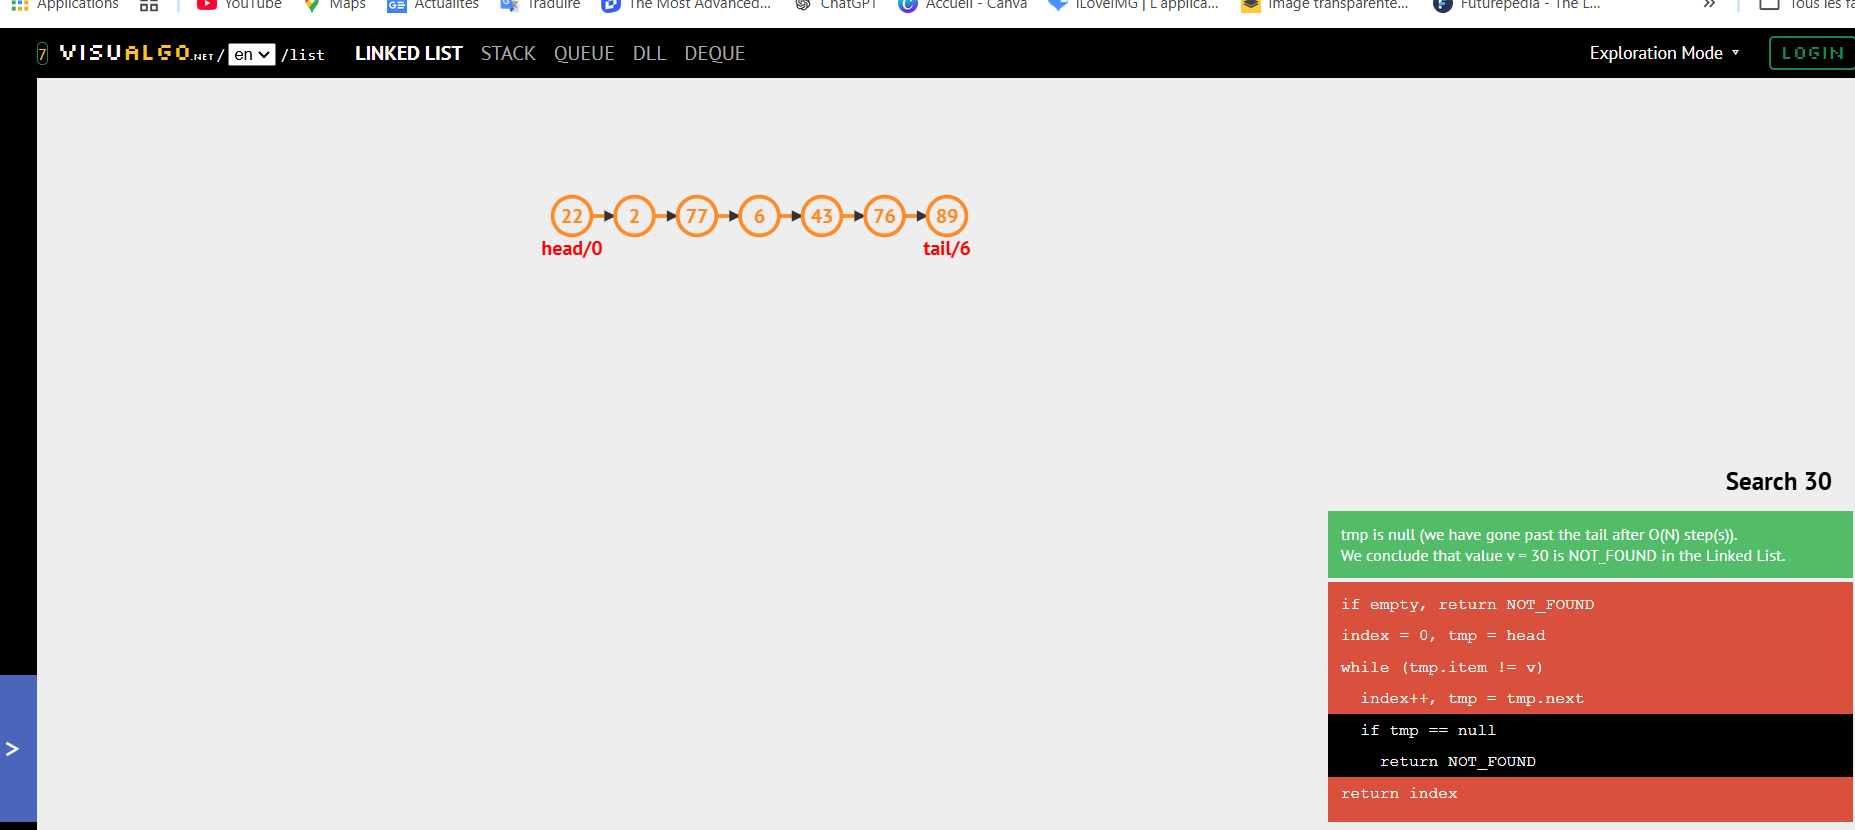 Applications YouTube Maps Actualités Traduire The Most Advanced... ChatGPT Accueil - Canva iLoveIMG | L'applica... Image transparente... Futurepedia - The L... » Tous les fa
7 VISUALGO.NET / en /list LINKED LIST STACK QUEUE DLL DEQUE Exploration Mode LOGIN
22 2 77 6 43 76 89
head/0 tail/6
Search 30
tmp is null (we have gone past the tail after O(N) step(s)).
We conclude that value v = 30 is NOT_FOUND in the Linked List.
if empty, return NOT_FOUND
index = 0, tmp = head
while (tmp.item != v)
index++, tmp = tmp.next
if tmp == null
return NOT_FOUND
return index
>